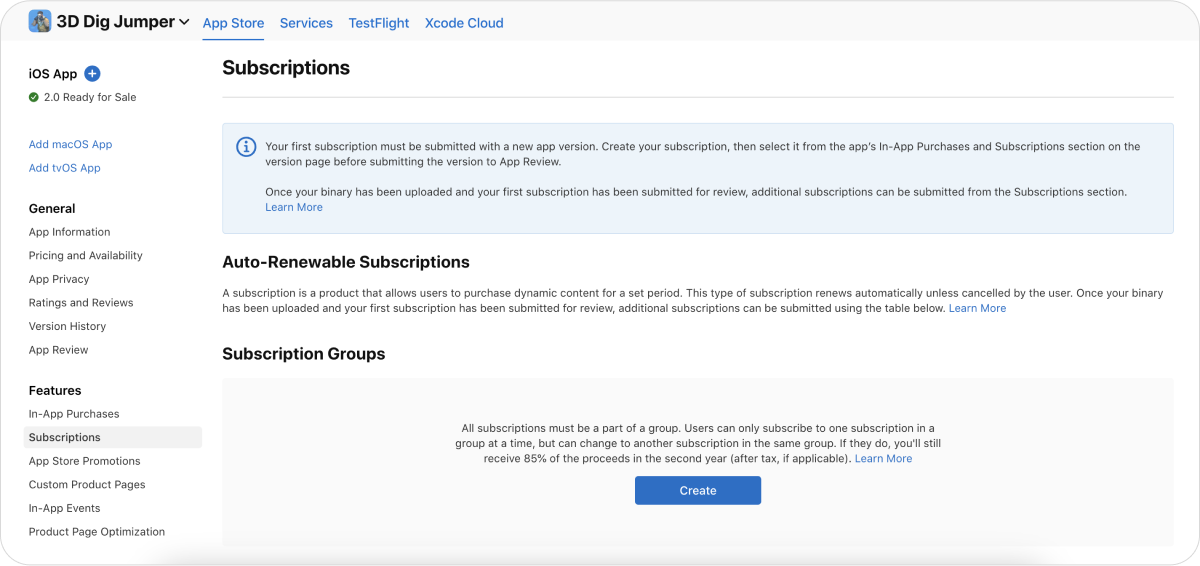 3D Dig Jumper
App Store
Services
TestFlight
Xcode Cloud
iOS App
2.0 Ready for Sale
Add macOS App
Add tvOS App
General
App Information
Pricing and Availability
App Privacy
Ratings and Reviews
Version History
App Review
Features
In-App Purchases
Subscriptions
App Store Promotions
Custom Product Pages
In-App Events
Product Page Optimization
Subscriptions
Your first subscription must be submitted with a new app version. Create your subscription, then select it from the app's In-App Purchases and Subscriptions section on the
version page before submitting the version to App Review.
Once your binary has been uploaded and your first subscription has been submitted for review, additional subscriptions can be submitted from the Subscriptions section.
Learn More
Auto-Renewable Subscriptions
A subscription is a product that allows users to purchase dynamic content for a set period. This type of subscription renews automatically unless cancelled by the user. Once your binary
has been uploaded and your first subscription has been submitted for review, additional subscriptions can be submitted using the table below. Learn More
Subscription Groups
All subscriptions must be a part of a group. Users can only subscribe to one subscription in a
group at a time, but can change to another subscription in the same group. If they do, you'll still
receive 85% of the proceeds in the second year (after tax, if applicable). Learn More
Create